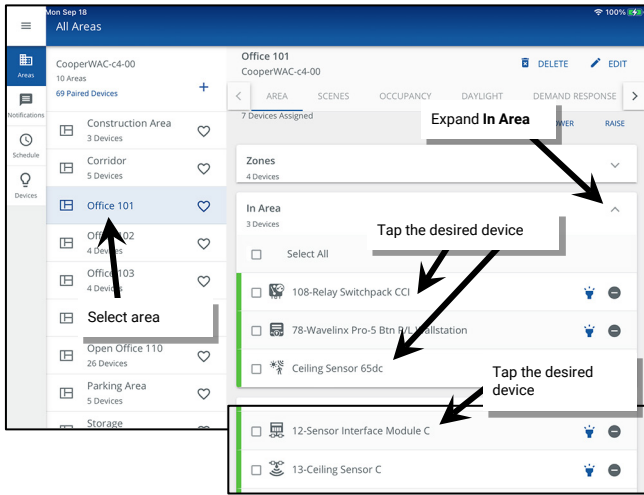 Mon Sep 18
100%
All Areas
Areas
Notifications
Schedule
Devices
CooperWAC-c4-00
10 Areas
69 Paired Devices
+
Construction Area
3 Devices
Corridor
5 Devices
Office 101
Office 102
4 Devices
Office 103
4 Devices
Select area
Open Office 110
26 Devices
Parking Area
5 Devices
Storage
Office 101
CooperWAC-c4-00
DELETE
EDIT
< AREA SCENES OCCUPANCY DAYLIGHT DEMAND RESPONSE >
7 Devices Assigned
RAISE
Expand In Area
Zones
4 Devices
In Area
3 Devices
Tap the desired device
Select All
108-Relay Switchpack CCI
78-Wavelinx Pro-5 Btn R/L Wallstation
Ceiling Sensor 65dc
Tap the desired
device
12-Sensor Interface Module C
13-Ceiling Sensor C